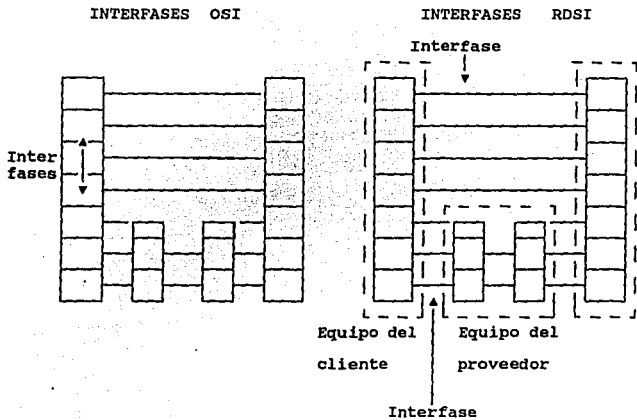 INTERFASES OSI
INTERFASES RDSI
Interfase
Inter
fases
Equipo del
cliente
Equipo del
proveedor
Interfase